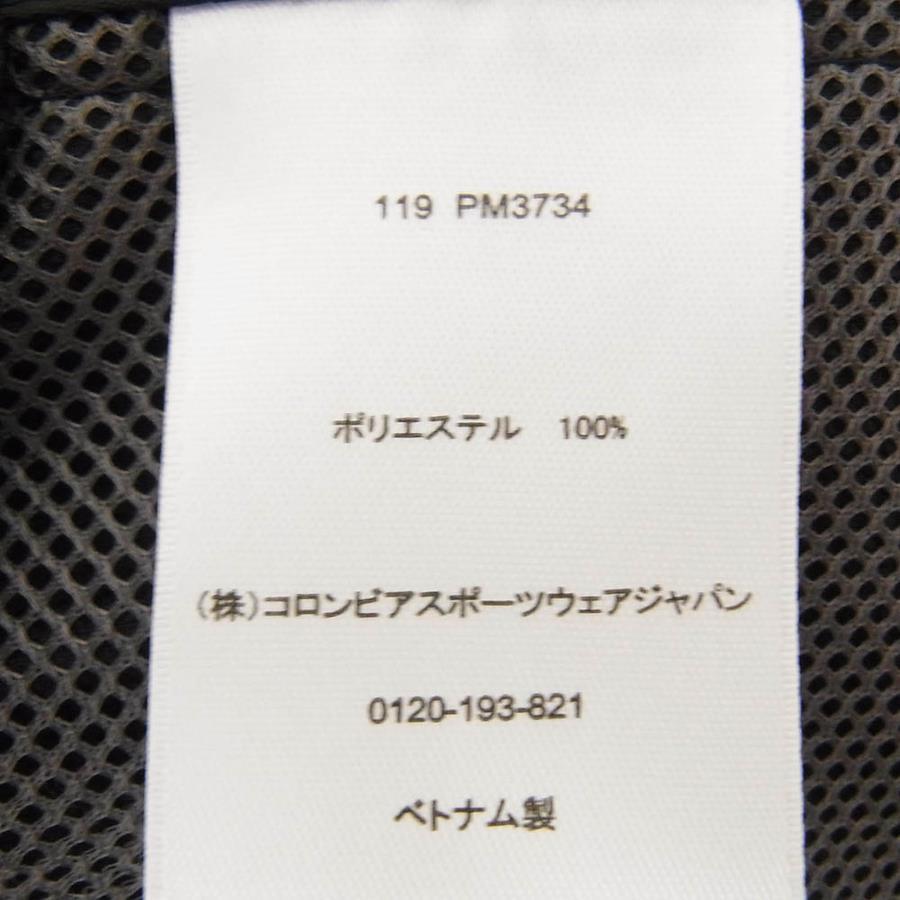 119 PM3734
ポリエステル 100%
(株)コロンビアスポーツウェアジャパン
0120-193-821
ベトナム製